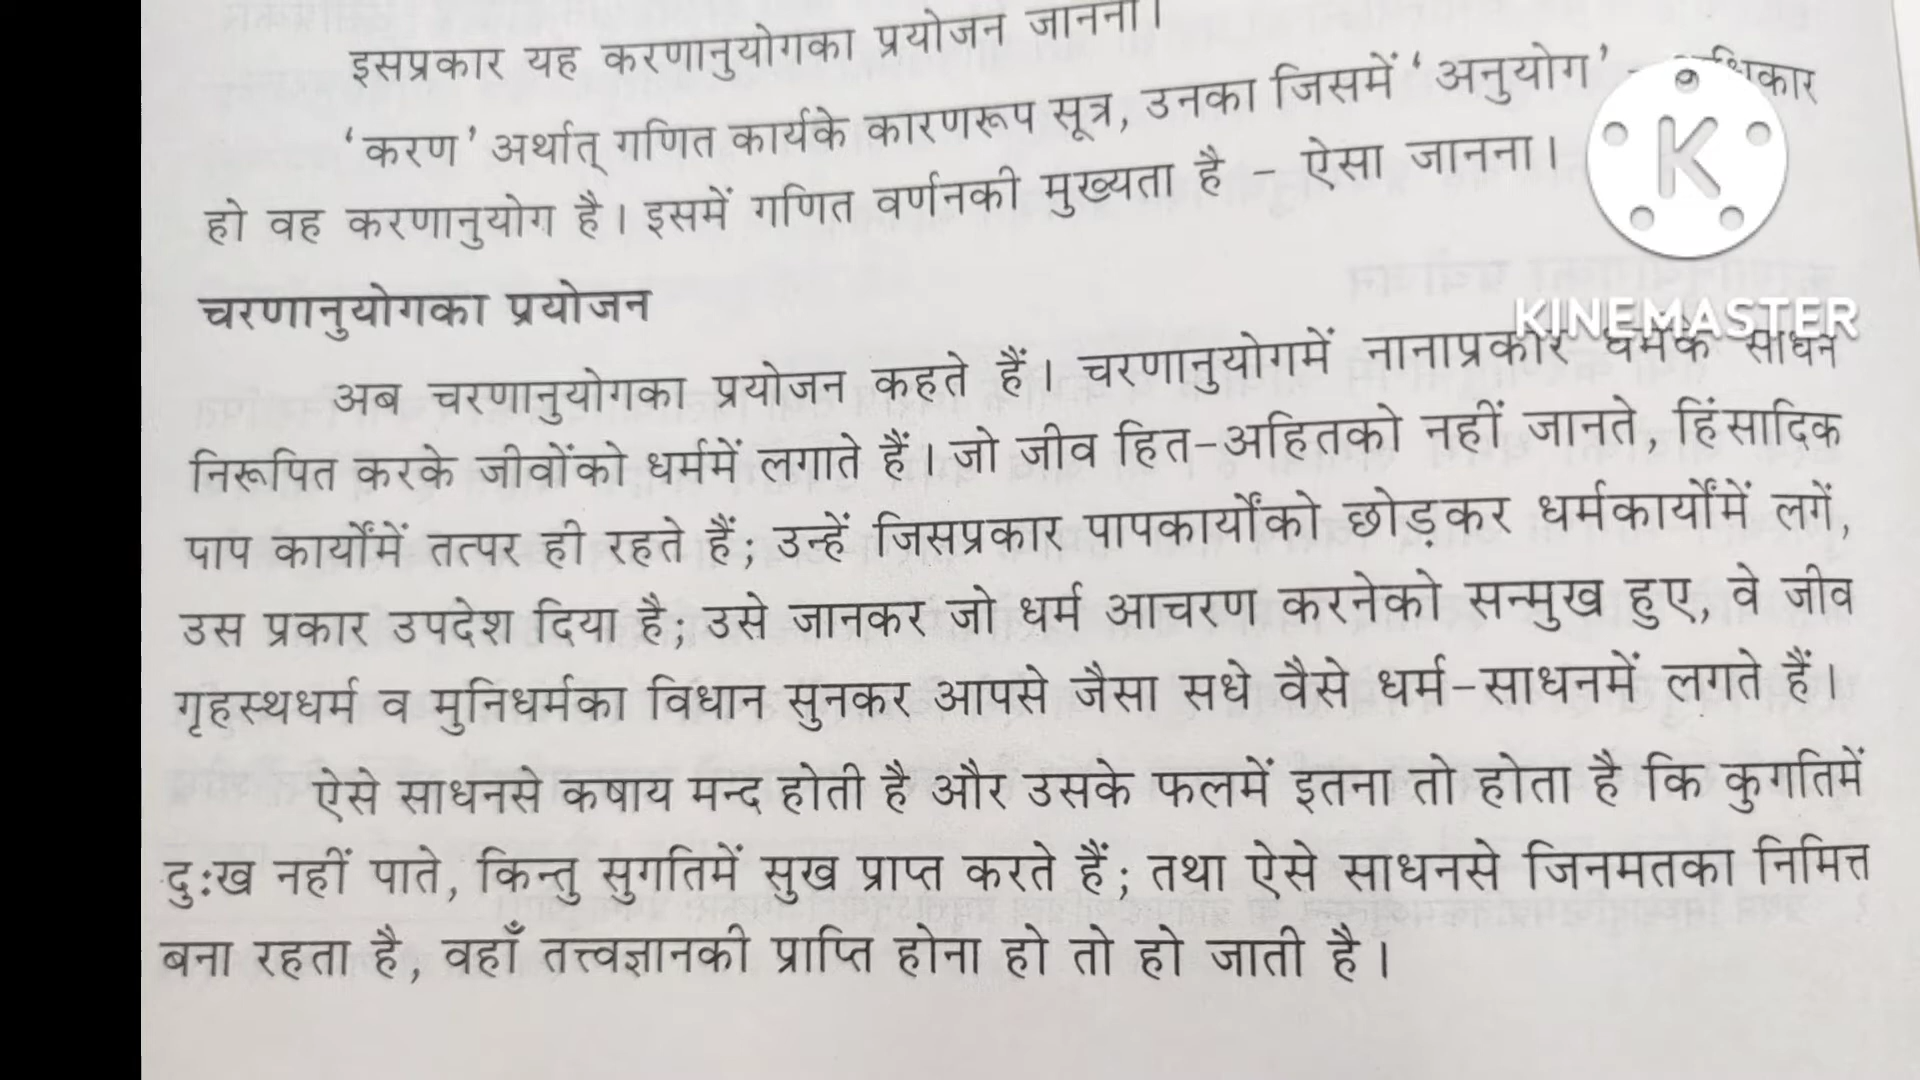 इसप्रकार यह करणानुयोगका प्रयोजन जानना।
‘करण’ अर्थात् गणित कार्यके कारणरूप सूत्र, उनका जिसमें ‘अनुयोग’ -
हो वह करणानुयोग है। इसमें गणित वर्णनकी मुख्यता है - ऐसा जानना।
K
चरणानुयोगका प्रयोजन
KINEMASTER
अब चरणानुयोगका प्रयोजन कहते हैं। चरणानुयोगमें नानाप्रकार धर्मके साधन
निरूपित करके जीवोंको धर्ममें लगाते हैं। जो जीव हित-अहितको नहीं जानते, हिंसादिक
पाप कार्योंमें तत्पर ही रहते हैं; उन्हें जिसप्रकार पापकार्योंको छोड़कर धर्मकार्योंमें लगें,
उस प्रकार उपदेश दिया है; उसे जानकर जो धर्म आचरण करनेको सन्मुख हुए, वे जीव
गृहस्थधर्म व मुनिधर्मका विधान सुनकर आपसे जैसा सधे वैसे धर्म-साधनमें लगते हैं।
ऐसे साधनसे कषाय मन्द होती है और उसके फलमें इतना तो होता है कि कुगतिमें
दुःख नहीं पाते, किन्तु सुगतिमें सुख प्राप्त करते हैं; तथा ऐसे साधनसे जिनमतका निमित्त
बना रहता है, वहाँ तत्त्वज्ञानकी प्राप्ति होना हो तो हो जाती है।